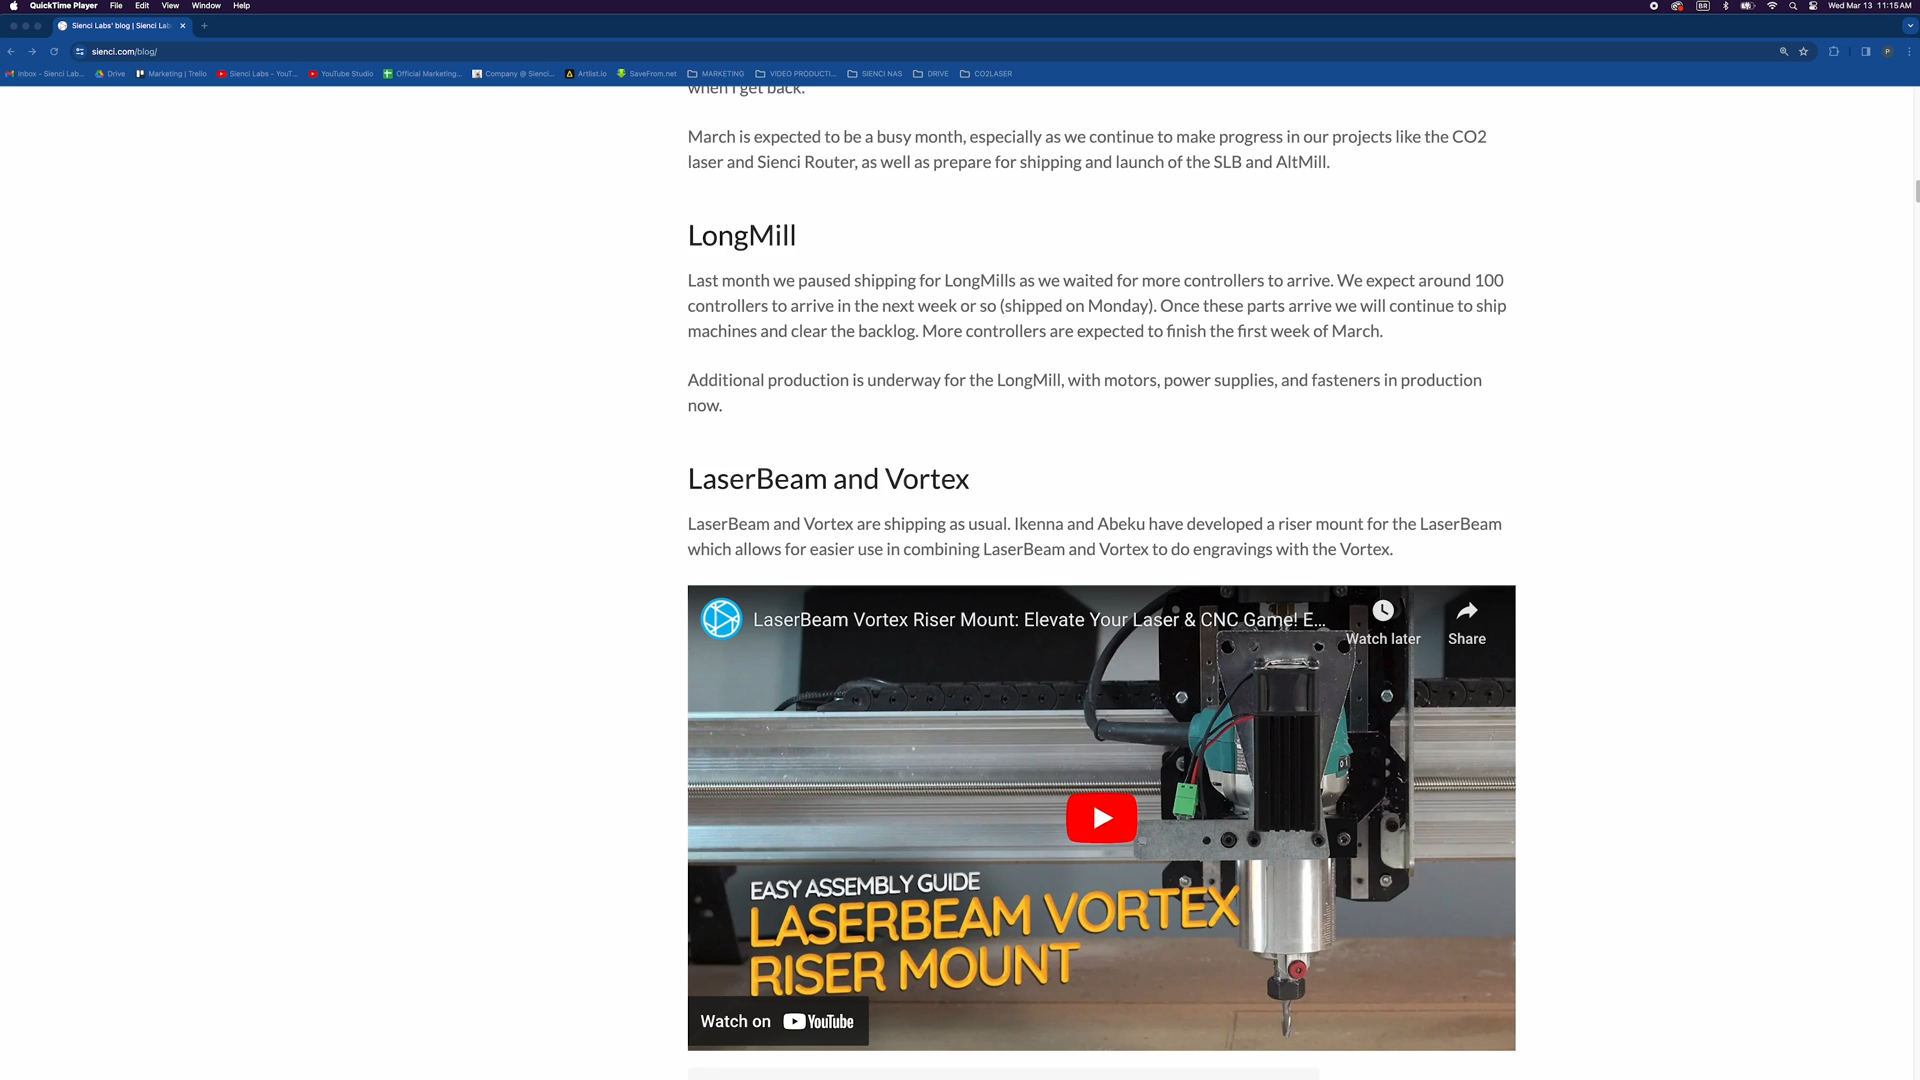 QuickTime Player File Edit View Window Help
BR Wed Mar 13 11:15 AM
Sienci Labs' blog | Sienci Lab
sienci.com/blog/
P
Inbox - Sienci Lab... Drive Marketing | Trello Sienci Labs - YouT... YouTube Studio Official Marketing... Company @ Sienci... Artlist.io SaveFrom.net MARKETING VIDEO PRODUCTI... SIENCI NAS DRIVE CO2LASER
when I get back.
March is expected to be a busy month, especially as we continue to make progress in our projects like the CO2
laser and Sienci Router, as well as prepare for shipping and launch of the SLB and AltMill.
LongMill
Last month we paused shipping for LongMills as we waited for more controllers to arrive. We expect around 100
controllers to arrive in the next week or so (shipped on Monday). Once these parts arrive we will continue to ship
machines and clear the backlog. More controllers are expected to finish the first week of March.
Additional production is underway for the LongMill, with motors, power supplies, and fasteners in production
now.
LaserBeam and Vortex
LaserBeam and Vortex are shipping as usual. Ikenna and Abeku have developed a riser mount for the LaserBeam
which allows for easier use in combining LaserBeam and Vortex to do engravings with the Vortex.
LaserBeam Vortex Riser Mount: Elevate Your Laser & CNC Game! E...
Watch later
Share
EASY ASSEMBLY GUIDE
LASERBEAM VORTEX
RISER MOUNT
Watch on YouTube